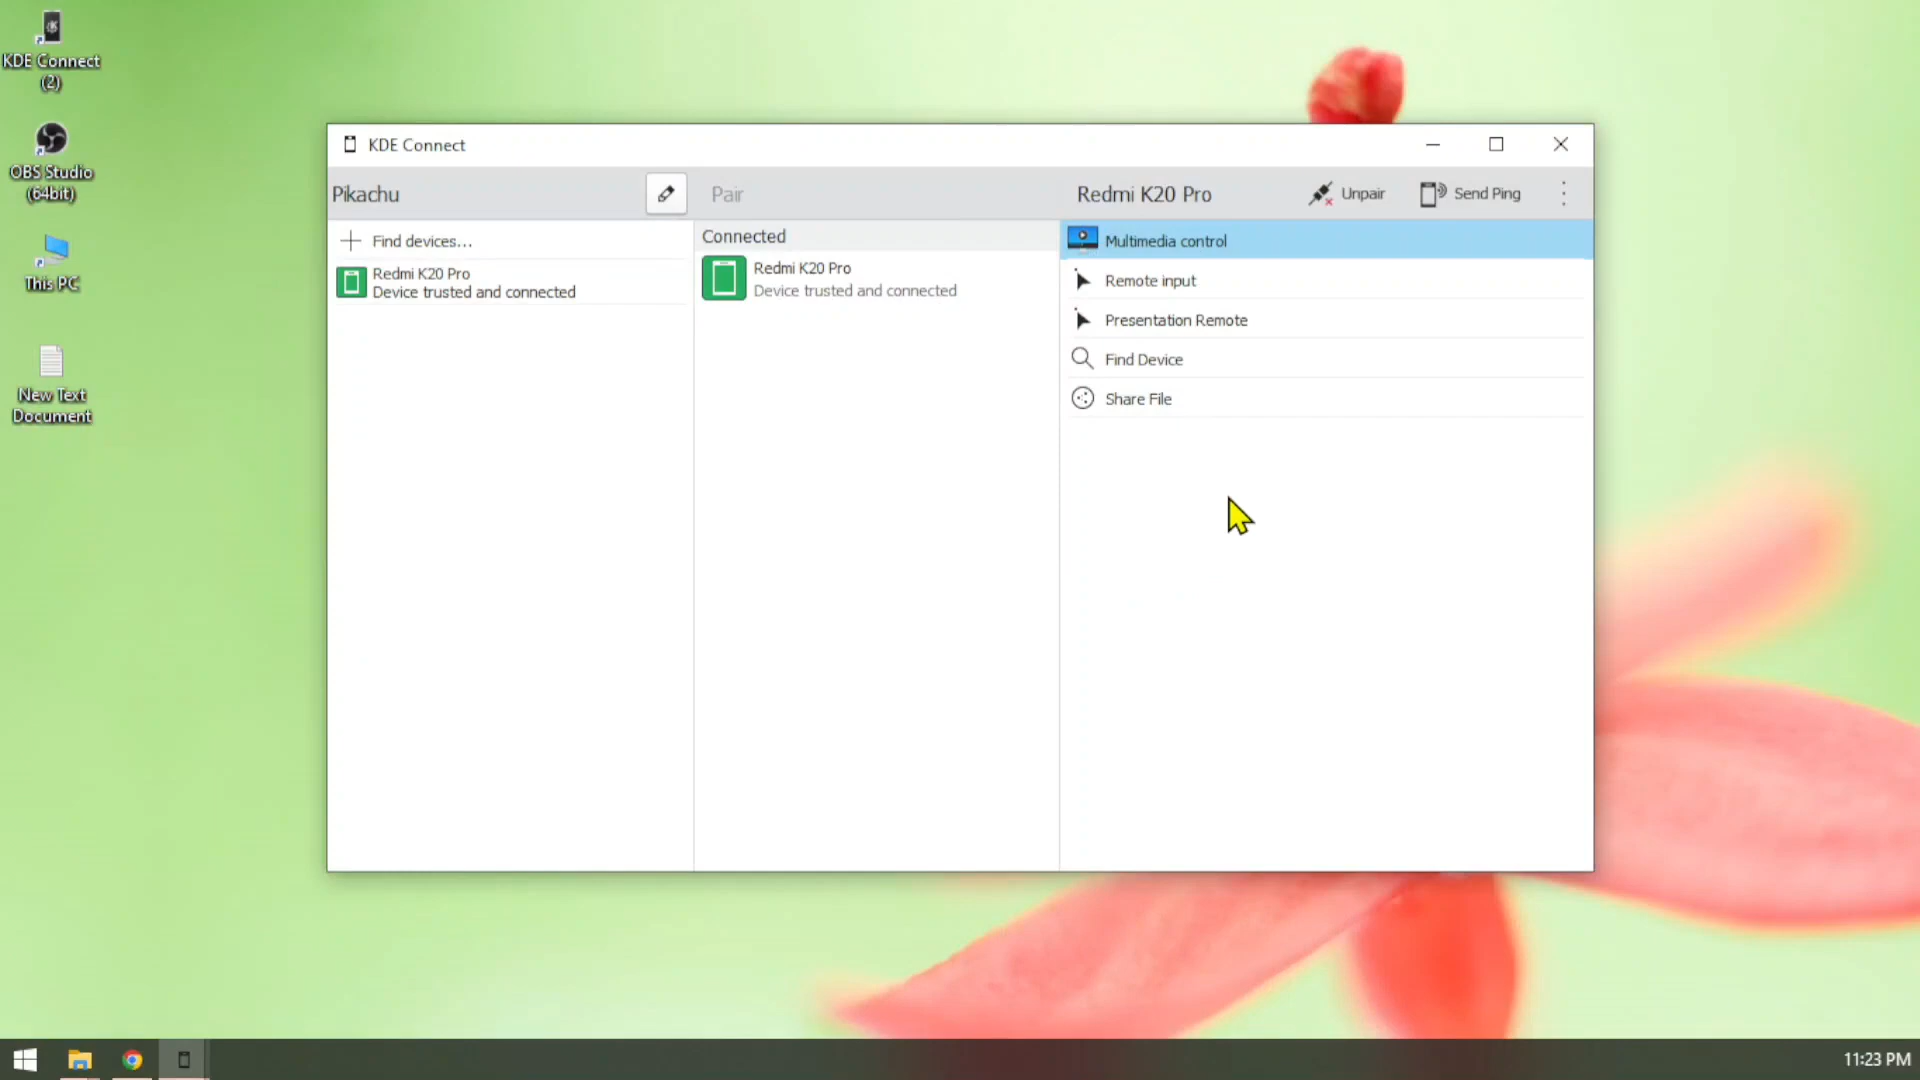 KDE Connect
(2)
OBS Studio
(64bit)
This PC
New Text
Document
KDE Connect
Pikachu
Pair
Redmi K20 Pro
Unpair
Send Ping
Find devices...
Redmi K20 Pro
Device trusted and connected
Connected
Redmi K20 Pro
Device trusted and connected
Multimedia control
Remote input
Presentation Remote
Find Device
Share File
11:23 PM